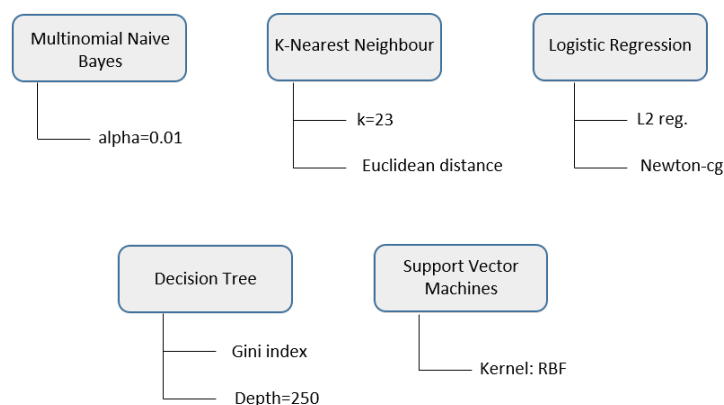 Multinomial Naive
Bayes
alpha=0.01
K-Nearest Neighbour
k=23
Euclidean distance
Logistic Regression
L2 reg.
Newton-cg
Decision Tree
Gini index
Depth=250
Support Vector
Machines
Kernel: RBF